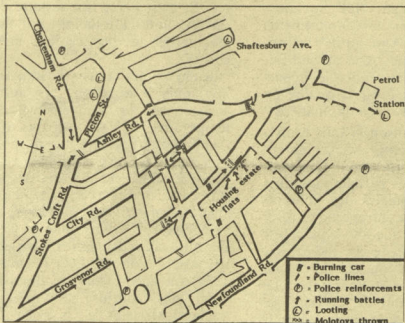 Cheltenham Rd.
P
Shaftesbury Ave.
L
P
Petrol
Station
L
Picton St.
L
L
Ashley Rd.
N
W E
S
Stokes Croft Rd.
City Rd.
Grosvenor Rd.
Housing estate
flats
Newfoundland Rd.
P
P
P
P
= Burning car
= Police lines
P = Police reinforcemts
= Running battles
L = Looting
= Molotovs thrown